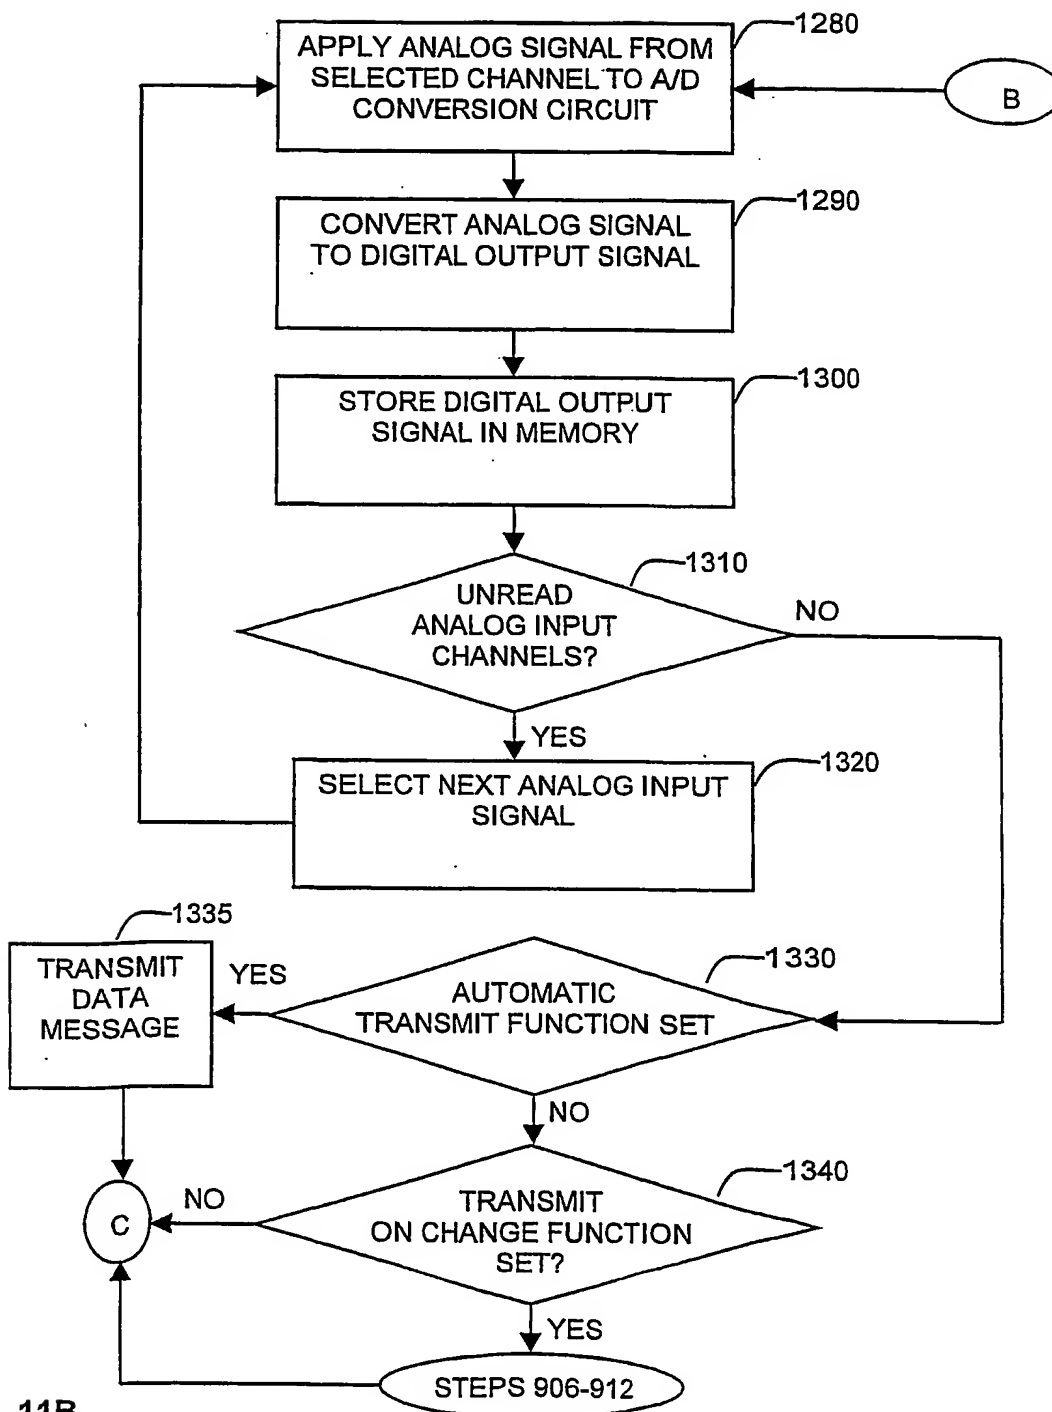 1280
APPLY ANALOG SIGNAL FROM
SELECTED CHANNEL TO A/D
CONVERSION CIRCUIT
B
1290
CONVERT ANALOG SIGNAL
TO DIGITAL OUTPUT SIGNAL
1300
STORE DIGITAL OUTPUT
SIGNAL IN MEMORY
1310
UNREAD
ANALOG INPUT
CHANNELS?
NO
YES
1320
SELECT NEXT ANALOG INPUT
SIGNAL
1335
TRANSMIT
DATA
MESSAGE
YES
1330
AUTOMATIC
TRANSMIT FUNCTION SET
NO
1340
TRANSMIT
ON CHANGE FUNCTION
SET?
NO
C
YES
STEPS 906-912
11B